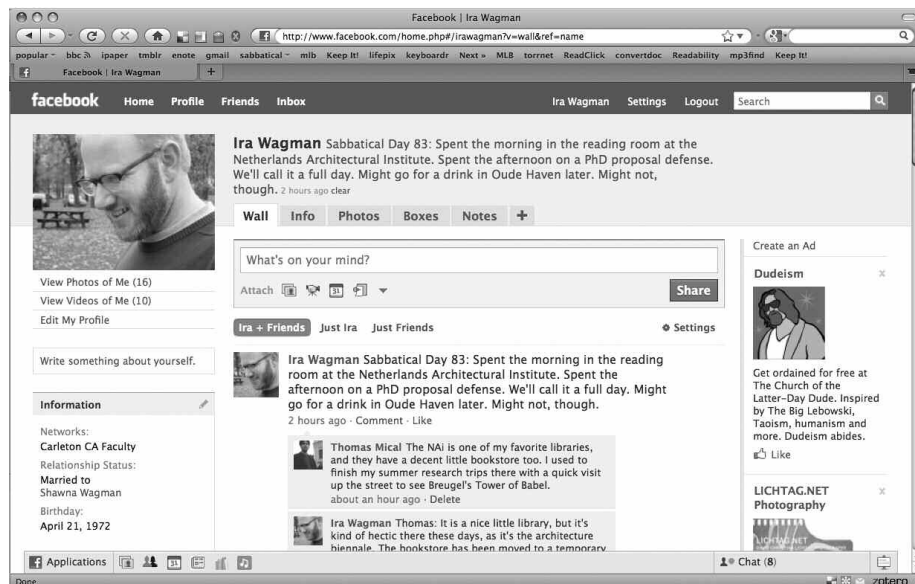 Facebook | Ira Wagman
http://www.facebook.com/home.php#/irawagman?v=wall&ref=name
popular bbc ipaper tmblr enote gmail sabbatical mlb Keep It! lifepix keyboardr Next » MLB torrnet ReadClick convertdoc Readability mp3find Keep It!
Facebook | Ira Wagman +
facebook Home Profile Friends Inbox Ira Wagman Settings Logout Search
Ira Wagman Sabbatical Day 83: Spent the morning in the reading room at the
Netherlands Architectural Institute. Spent the afternoon on a PhD proposal defense.
We'll call it a full day. Might go for a drink in Oude Haven later. Might not,
though. 2 hours ago clear
Wall Info Photos Boxes Notes +
What's on your mind?
Attach 31 Share
View Photos of Me (16)
View Videos of Me (10)
Edit My Profile
Write something about yourself.
Information
Networks:
Carleton CA Faculty
Relationship Status:
Married to
Shawna Wagman
Birthday:
April 21, 1972
Ira + Friends Just Ira Just Friends Settings
Ira Wagman Sabbatical Day 83: Spent the morning in the reading
room at the Netherlands Architectural Institute. Spent the
afternoon on a PhD proposal defense. We'll call it a full day. Might
go for a drink in Oude Haven later. Might not, though.
2 hours ago · Comment · Like
Thomas Mical The NAi is one of my favorite libraries,
and they have a decent little bookstore too. I used to
finish my summer research trips there with a quick visit
up the street to see Breugel's Tower of Babel.
about an hour ago · Delete
Ira Wagman Thomas: It is a nice little library, but it's
kind of hectic there these days, as it's the architecture
biennale. The bookstore has been moved to a temporary
Create an Ad
Dudeism x
Get ordained for free at
The Church of the
Latter-Day Dude. Inspired
by The Big Lebowski,
Taoism, humanism and
more. Dudeism abides.
Like
LICHTAG.NET x
Photography
LICHTAG.NET
Applications 31 Chat (8)
Done zotero